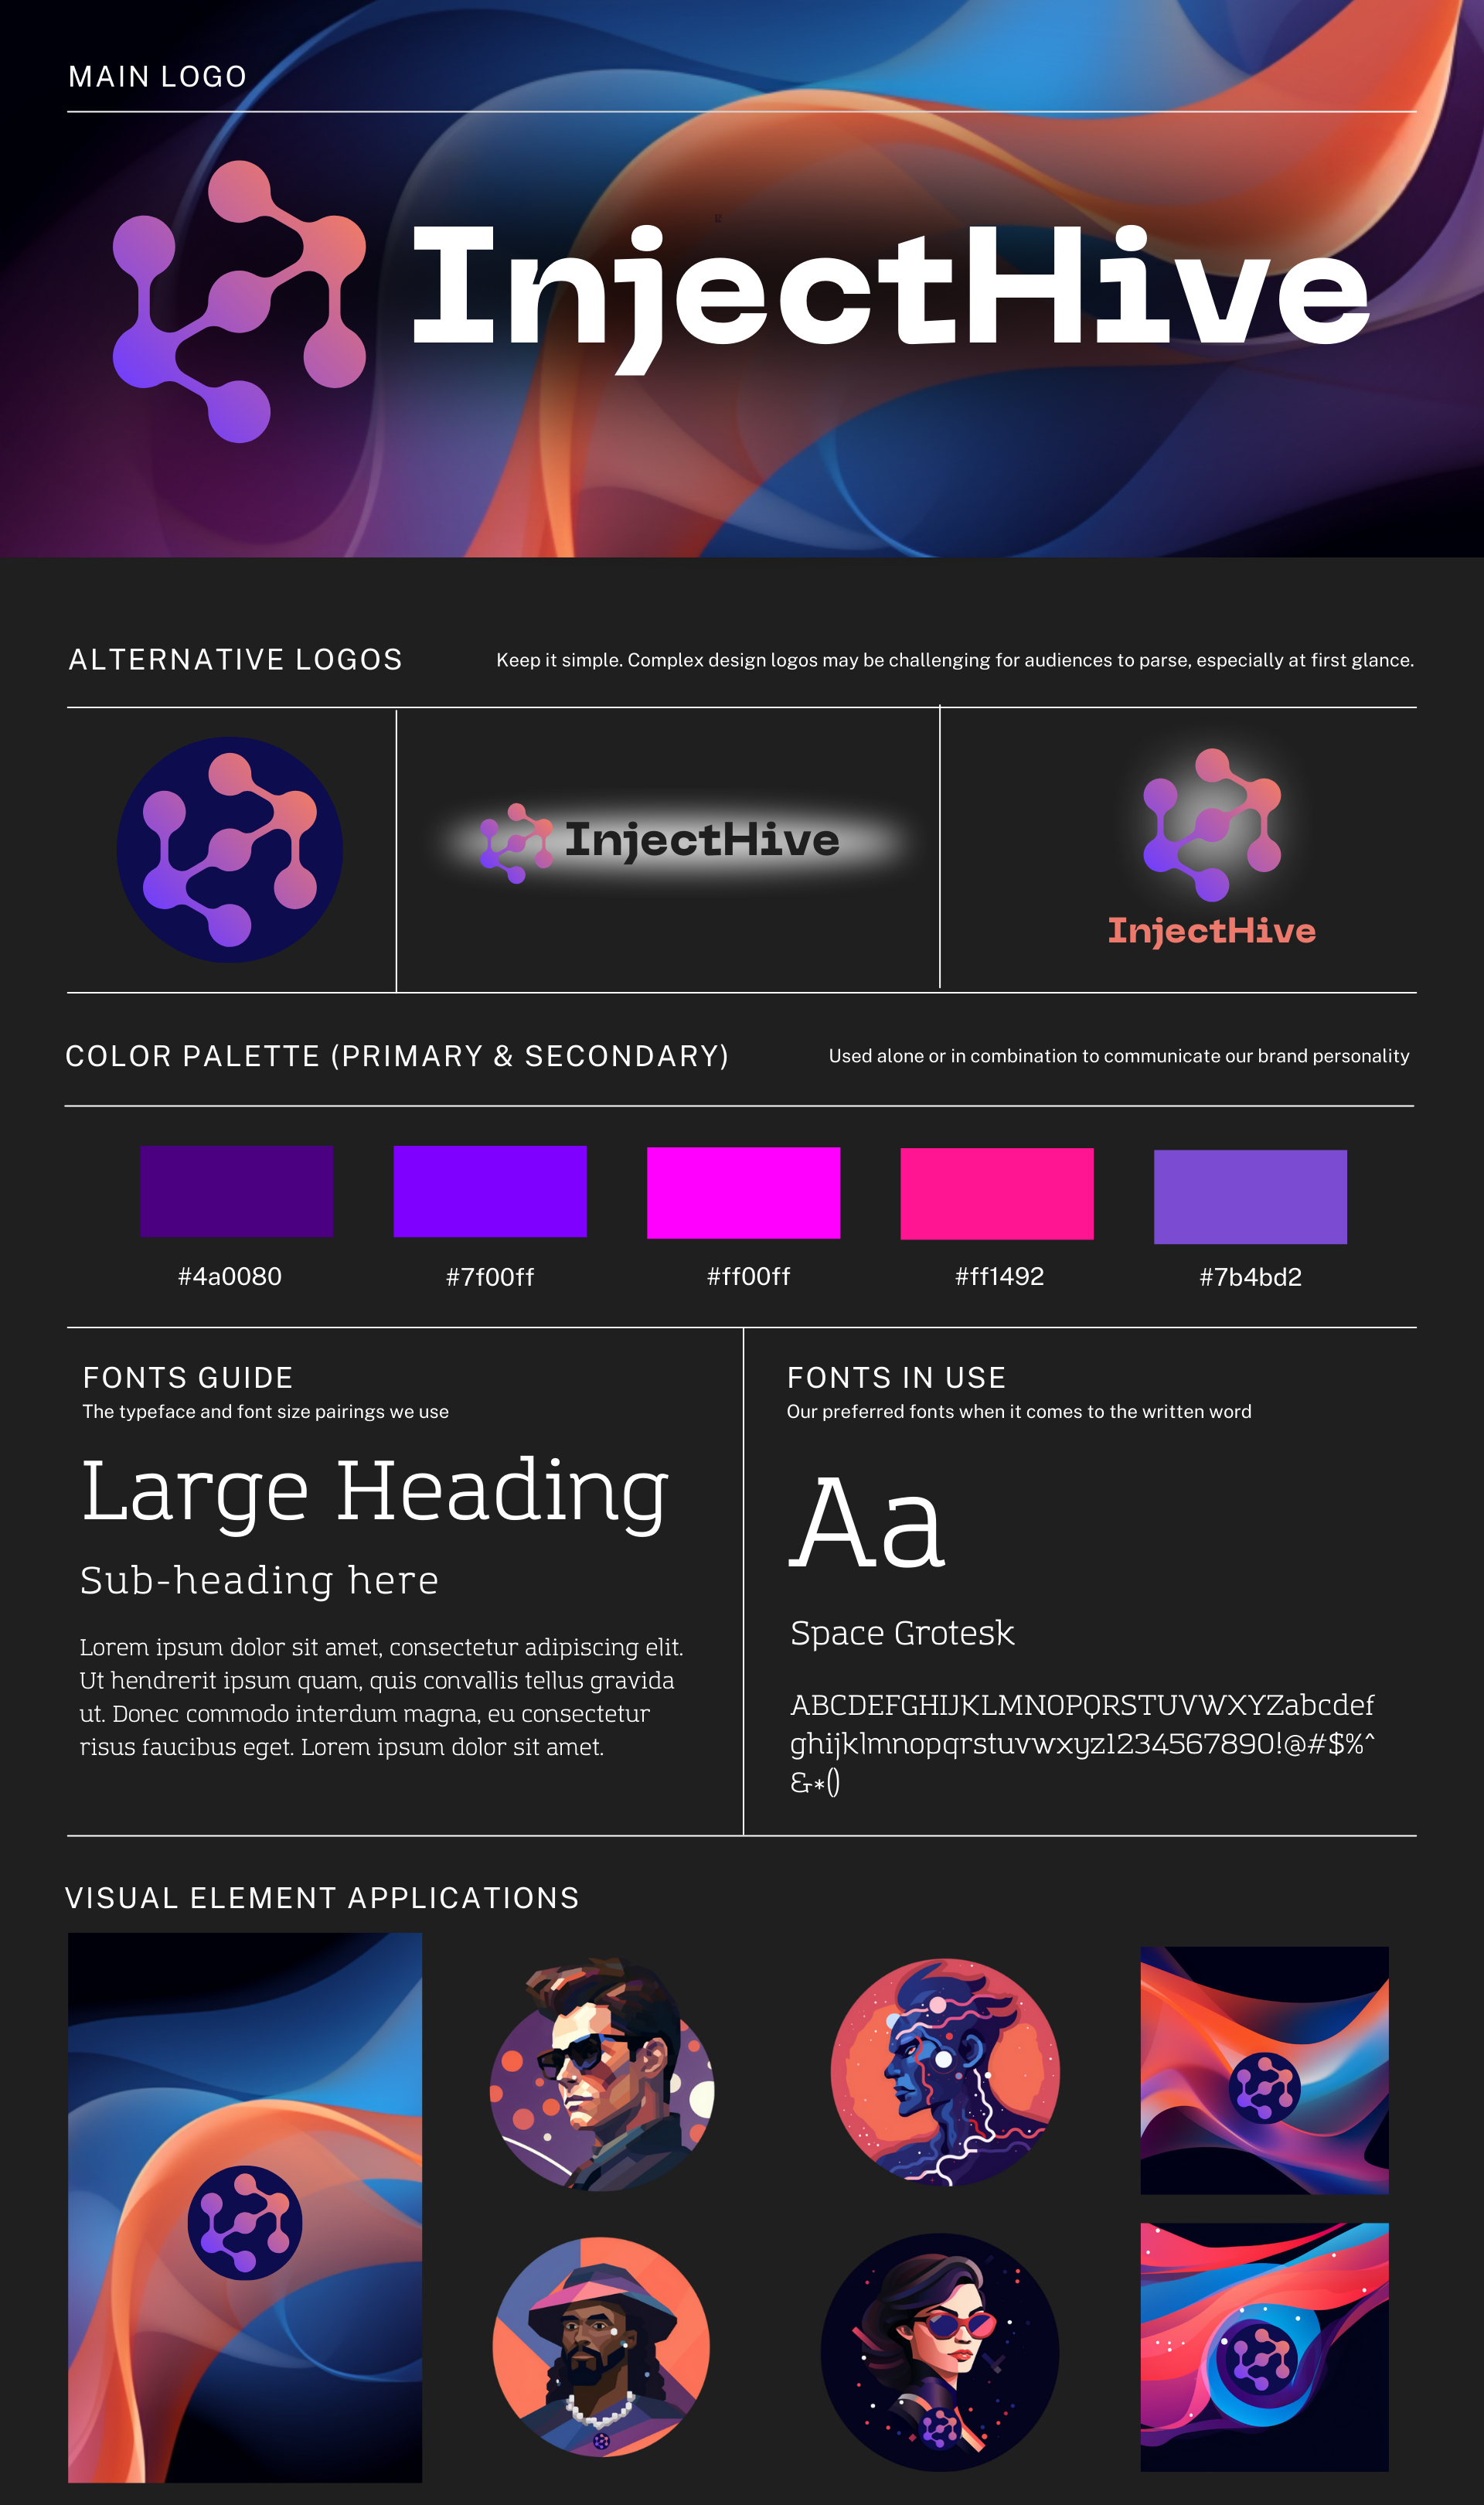 MAIN LOGO
InjectHive
ALTERNATIVE LOGOS
Keep it simple. Complex design logos may be challenging for audiences to parse, especially at first glance.
InjectHive
InjectHive
COLOR PALETTE (PRIMARY & SECONDARY)
Used alone or in combination to communicate our brand personality
#4a0080
#7f00ff
#ff00ff
#ff1492
#7b4bd2
FONTS GUIDE
The typeface and font size pairings we use
Large Heading
Sub-heading here
Lorem ipsum dolor sit amet, consectetur adipiscing elit.
Ut hendrerit ipsum quam, quis convallis tellus gravida
ut. Donec commodo interdum magna, eu consectetur
risus faucibus eget. Lorem ipsum dolor sit amet.
FONTS IN USE
Our preferred fonts when it comes to the written word
Aa
Space Grotesk
ABCDEFGHIJKLMNOPQRSTUVWXYZabcdef
ghijklmnopqrstuvwxyz1234567890!@#$%^
&*()
VISUAL ELEMENT APPLICATIONS